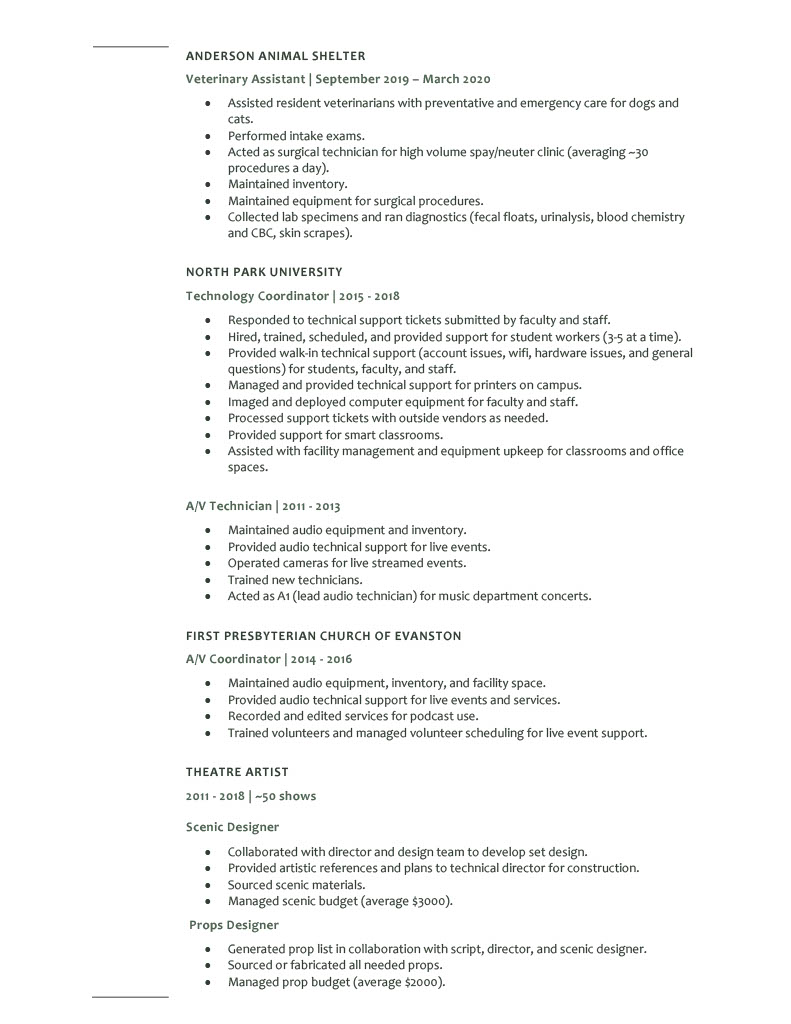 ANDERSON ANIMAL SHELTER
Veterinary Assistant | September 2019 – March 2020
• Assisted resident veterinarians with preventative and emergency care for dogs and
cats.
• Performed intake exams.
• Acted as surgical technician for high volume spay/neuter clinic (averaging ~30
procedures a day).
• Maintained inventory.
• Maintained equipment for surgical procedures.
• Collected lab specimens and ran diagnostics (fecal floats, urinalysis, blood chemistry
and CBC, skin scrapes).
NORTH PARK UNIVERSITY
Technology Coordinator | 2015 - 2018
• Responded to technical support tickets submitted by faculty and staff.
• Hired, trained, scheduled, and provided support for student workers (3-5 at a time).
• Provided walk-in technical support (account issues, wifi, hardware issues, and general
questions) for students, faculty, and staff.
• Managed and provided technical support for printers on campus.
• Imaged and deployed computer equipment for faculty and staff.
• Processed support tickets with outside vendors as needed.
• Provided support for smart classrooms.
• Assisted with facility management and equipment upkeep for classrooms and office
spaces.
A/V Technician | 2011 - 2013
• Maintained audio equipment and inventory.
• Provided audio technical support for live events.
• Operated cameras for live streamed events.
• Trained new technicians.
• Acted as A1 (lead audio technician) for music department concerts.
FIRST PRESBYTERIAN CHURCH OF EVANSTON
A/V Coordinator | 2014 - 2016
• Maintained audio equipment, inventory, and facility space.
• Provided audio technical support for live events and services.
• Recorded and edited services for podcast use.
• Trained volunteers and managed volunteer scheduling for live event support.
THEATRE ARTIST
2011 - 2018 | ~50 shows
Scenic Designer
• Collaborated with director and design team to develop set design.
• Provided artistic references and plans to technical director for construction.
• Sourced scenic materials.
• Managed scenic budget (average $3000).
Props Designer
• Generated prop list in collaboration with script, director, and scenic designer.
• Sourced or fabricated all needed props.
• Managed prop budget (average $2000).